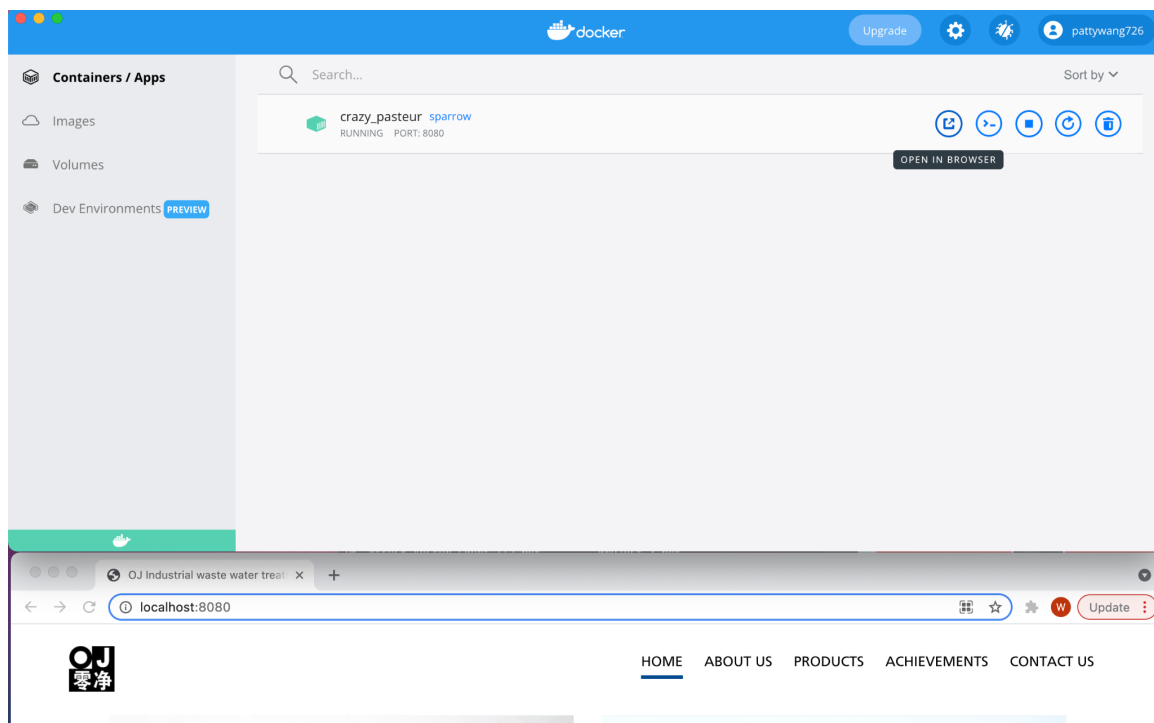 docker
Upgrade
pattywang726
Containers / Apps
Search...
Sort by
Images
crazy_pasteur sparrow
RUNNING PORT: 8080
OPEN IN BROWSER
Volumes
Dev Environments PREVIEW
OJ Industrial waste water treat
localhost:8080
W
Update
OJ
零净
HOME ABOUT US PRODUCTS ACHIEVEMENTS CONTACT US